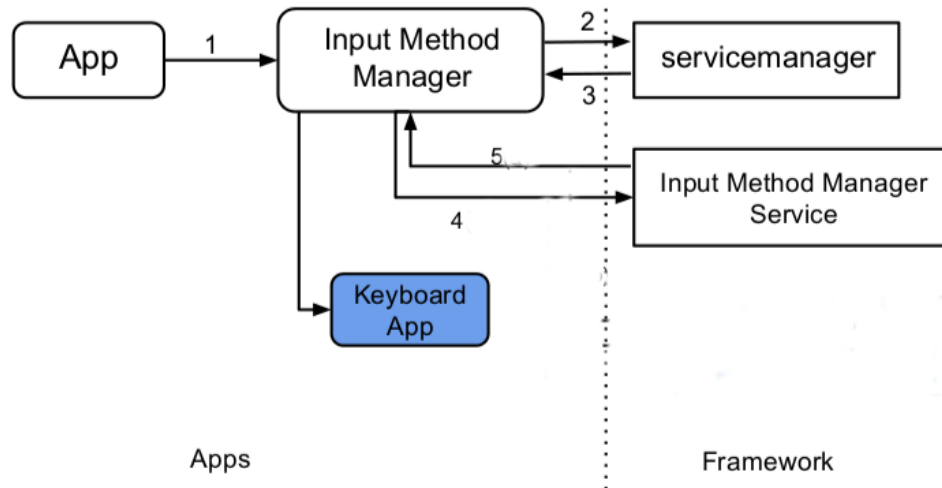 App
1
Input Method
Manager
2
3
servicemanager
5
4
Input Method Manager
Service
Keyboard
App
Apps
Framework